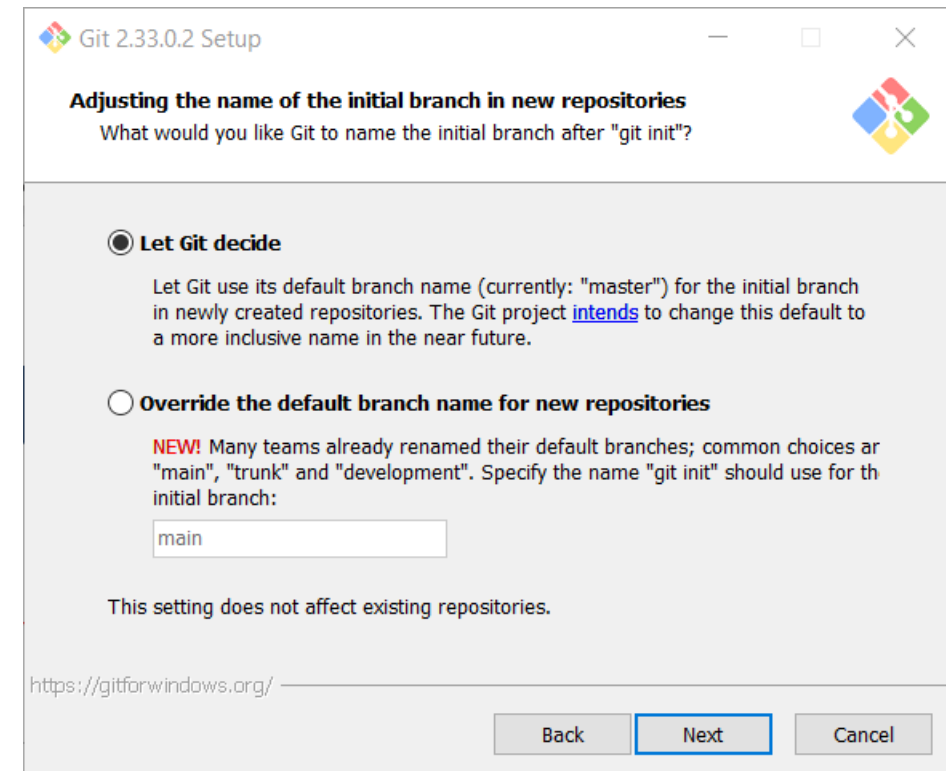 Git 2.33.0.2 Setup
Adjusting the name of the initial branch in new repositories
What would you like Git to name the initial branch after "git init"?
Let Git decide
Let Git use its default branch name (currently: "master") for the initial branch
in newly created repositories. The Git project intends to change this default to
a more inclusive name in the near future.
Override the default branch name for new repositories
NEW! Many teams already renamed their default branches; common choices ar
"main", "trunk" and "development". Specify the name "git init" should use for th
initial branch:
main
This setting does not affect existing repositories.
https://gitforwindows.org/
Back Next Cancel